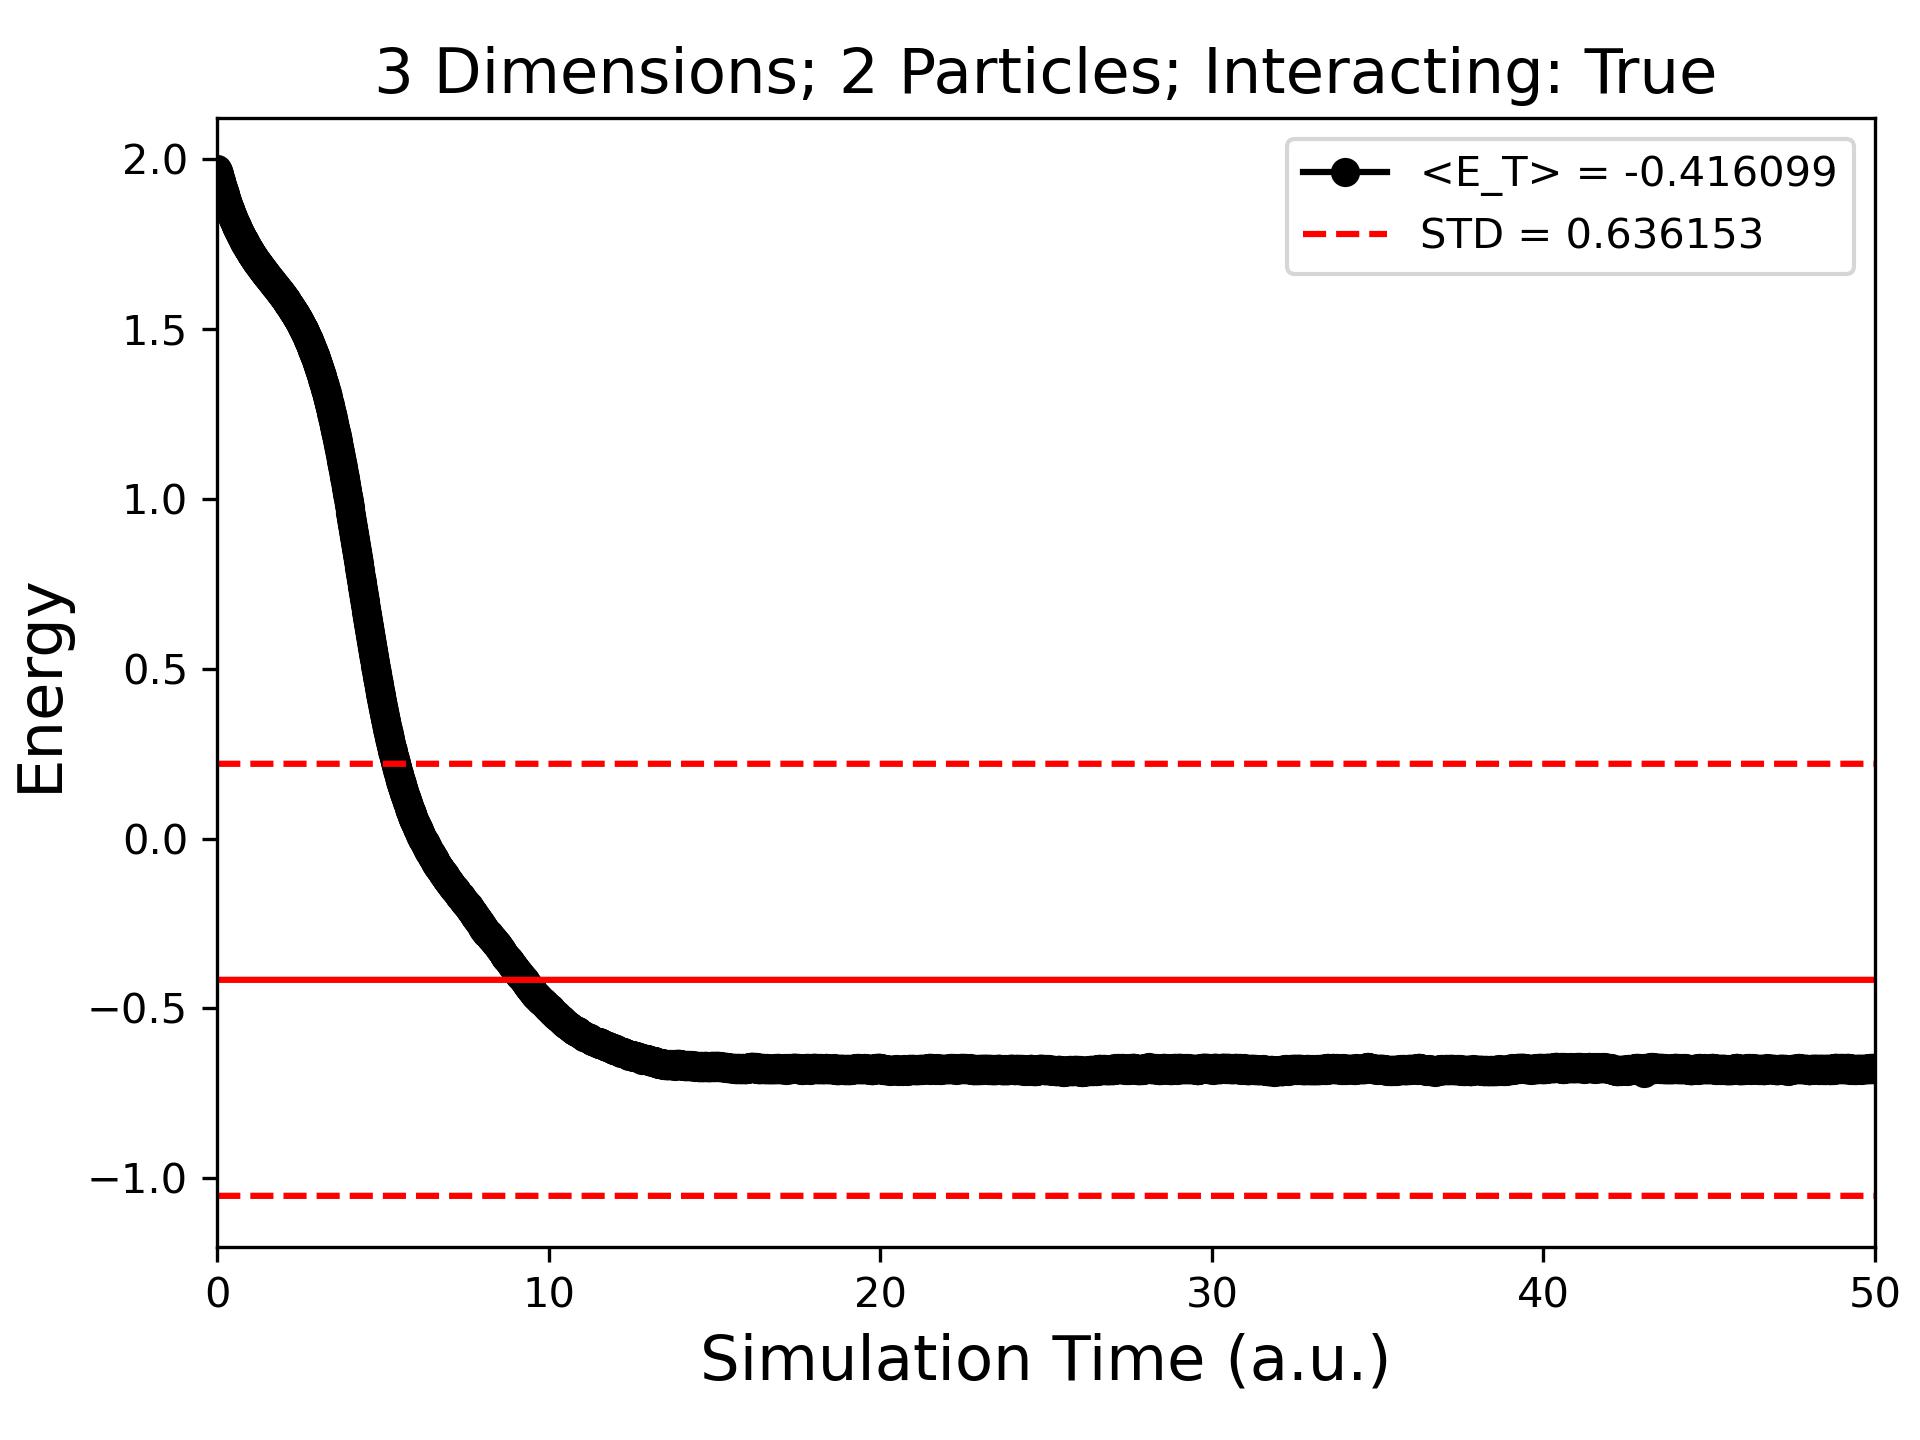 3 Dimensions; 2 Particles; Interacting: True
<E_T> = -0.416099
STD = 0.636153
2.0
1.5
1.0
0.5
0.0
−0.5
−1.0
Energy
0 10 20 30 40 50
Simulation Time (a.u.)